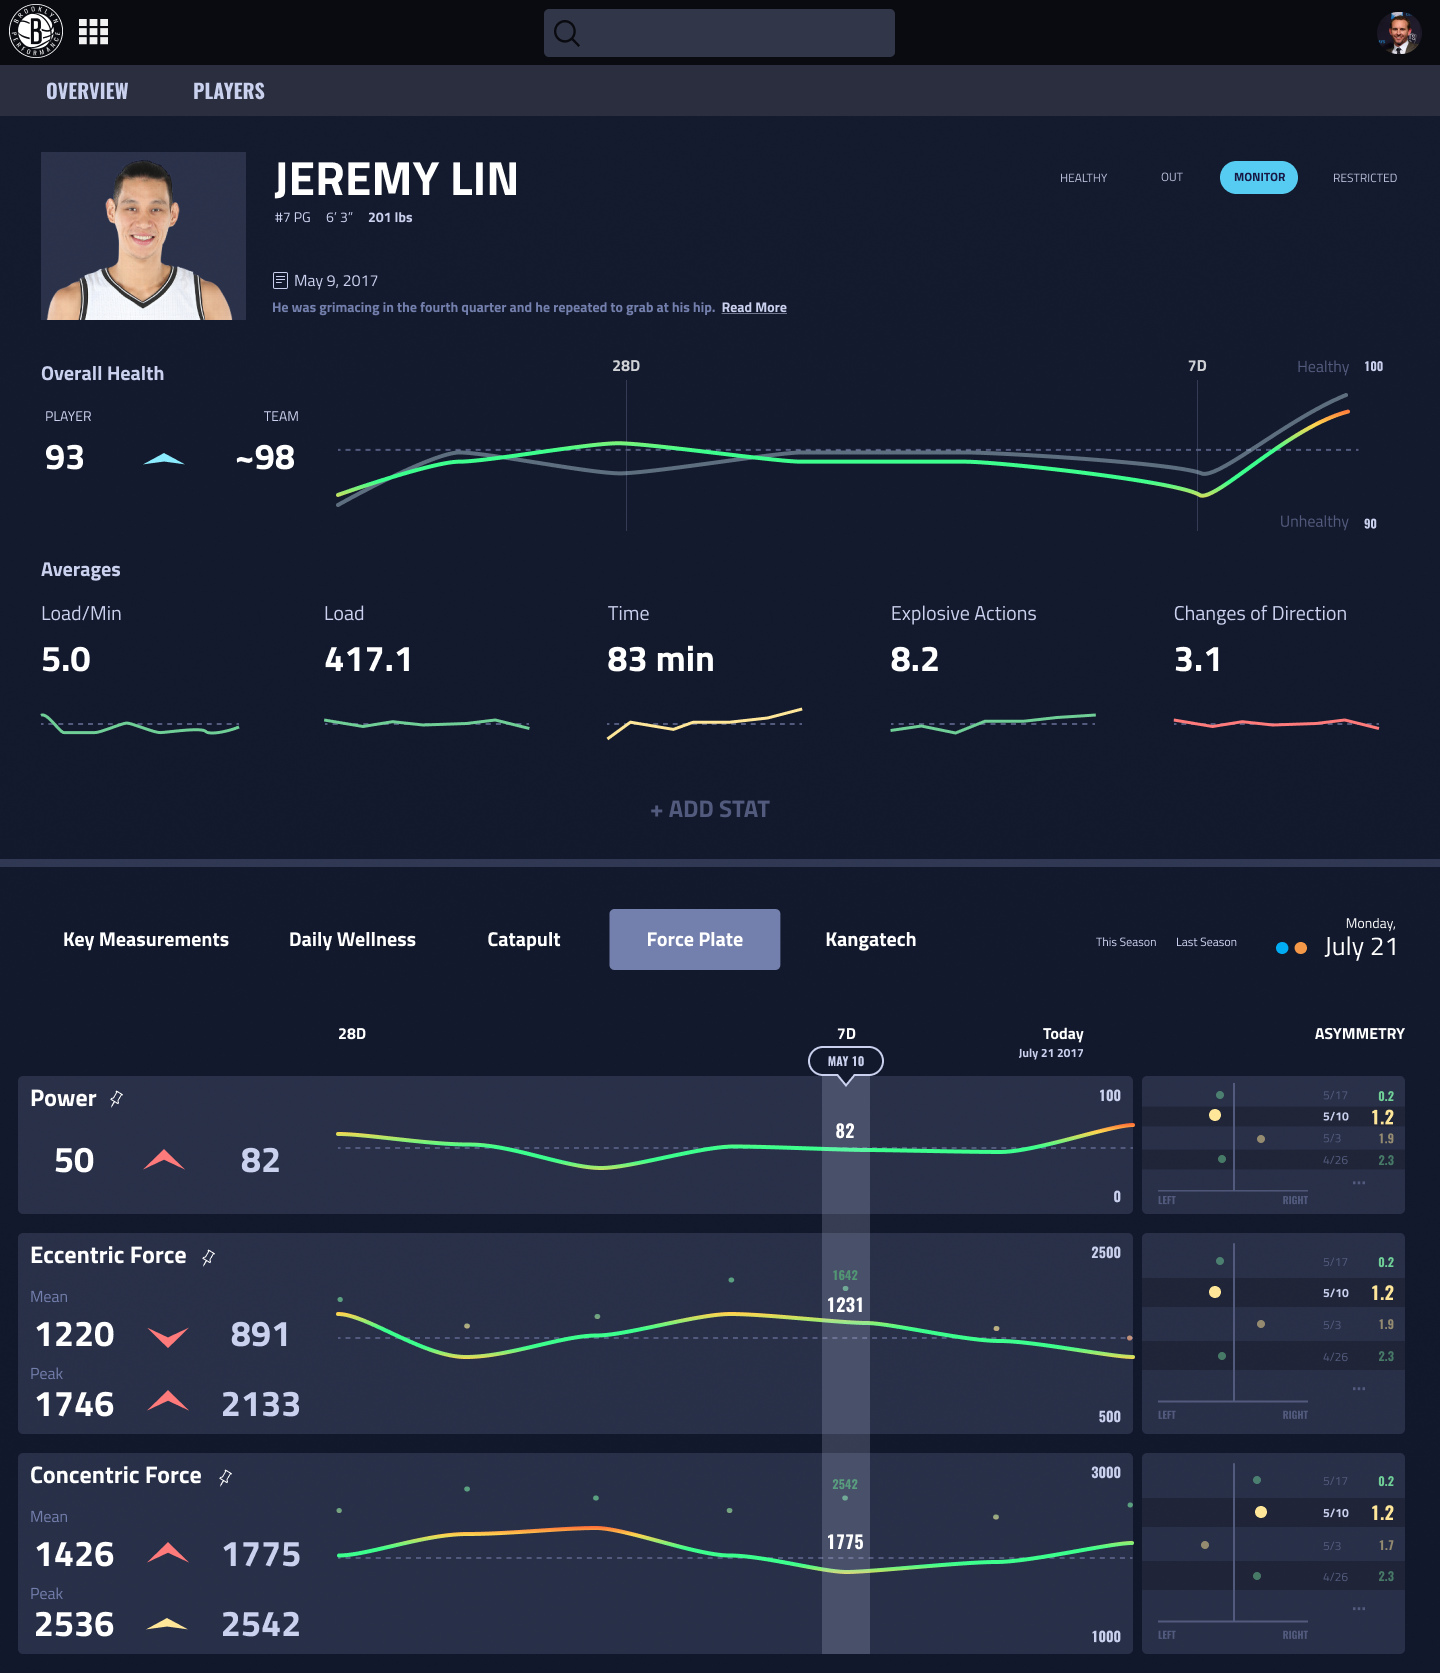 BROOKLYN
B
PERFORMANCE
OVERVIEW PLAYERS
JEREMY LIN
HEALTHY OUT MONITOR RESTRICTED
#7 PG 6' 3" 201 lbs
May 9, 2017
He was grimacing in the fourth quarter and he repeated to grab at his hip. Read More
Overall Health
28D 7D Healthy 100
PLAYER TEAM
93 ~98
Unhealthy 90
Averages
Load/Min Load Time Explosive Actions Changes of Direction
5.0 417.1 83 min 8.2 3.1
+ ADD STAT
Key Measurements Daily Wellness Catapult Force Plate Kangatech
This Season Last Season
Monday,
July 21
28D 7D Today ASYMMETRY
July 21 2017
MAY 10
Power
100
82
50 82
0
5/17 0.2
5/10 1.2
5/3 1.9
4/26 2.3
...
LEFT RIGHT
Eccentric Force
2500
1642
1231
Mean
1220 891
Peak
1746 2133
500
5/17 0.2
5/10 1.2
5/3 1.9
4/26 2.3
...
LEFT RIGHT
Concentric Force
3000
2542
1775
Mean
1426 1775
Peak
2536 2542
1000
5/17 0.2
5/10 1.2
5/3 1.7
4/26 2.3
...
LEFT RIGHT